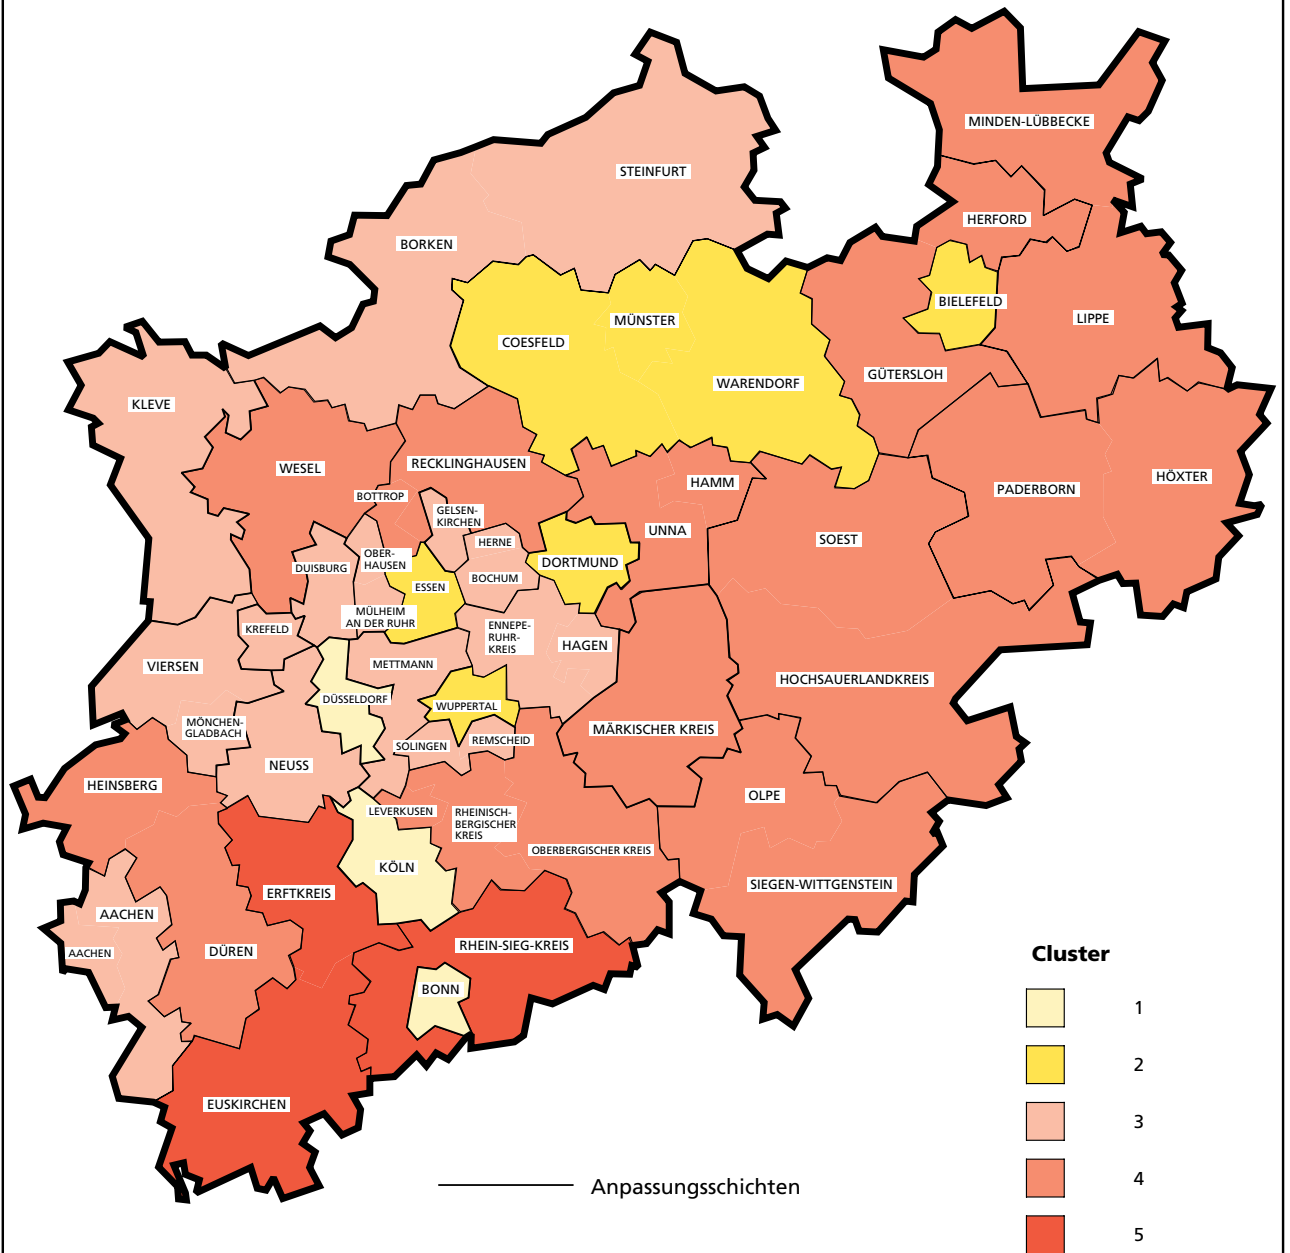 MINDEN-LÜBBECKE
STEINFURT
HERFORD
BORKEN
BIELEFELD
LIPPE
MÜNSTER
COESFELD
GÜTERSLOH
WARENDORF
KLEVE
WESEL
RECKLINGHAUSEN
HAMM
HÖXTER
PADERBORN
BOTTROP
GELSEN-
KIRCHEN
UNNA
SOEST
HERNE
OBER-
HAUSEN
DUISBURG
DORTMUND
BOCHUM
ESSEN
MÜLHEIM
AN DER RUHR
KREFELD
ENNEPE-
RUHR-
KREIS
HAGEN
VIERSEN
METTMANN
HOCHSAUERLANDKREIS
DÜSSELDORF
WUPPERTAL
MÖNCHEN-
GLADBACH
MÄRKISCHER KREIS
SOLINGEN
REMSCHEID
NEUSS
HEINSBERG
OLPE
LEVERKUSEN
RHEINISCH-
BERGISCHER
KREIS
OBERBERGISCHER KREIS
KÖLN
SIEGEN-WITTGENSTEIN
ERFTKREIS
AACHEN
RHEIN-SIEG-KREIS
DÜREN
AACHEN
BONN
EUSKIRCHEN
Cluster
1
2
3
4
5
Anpassungsschichten